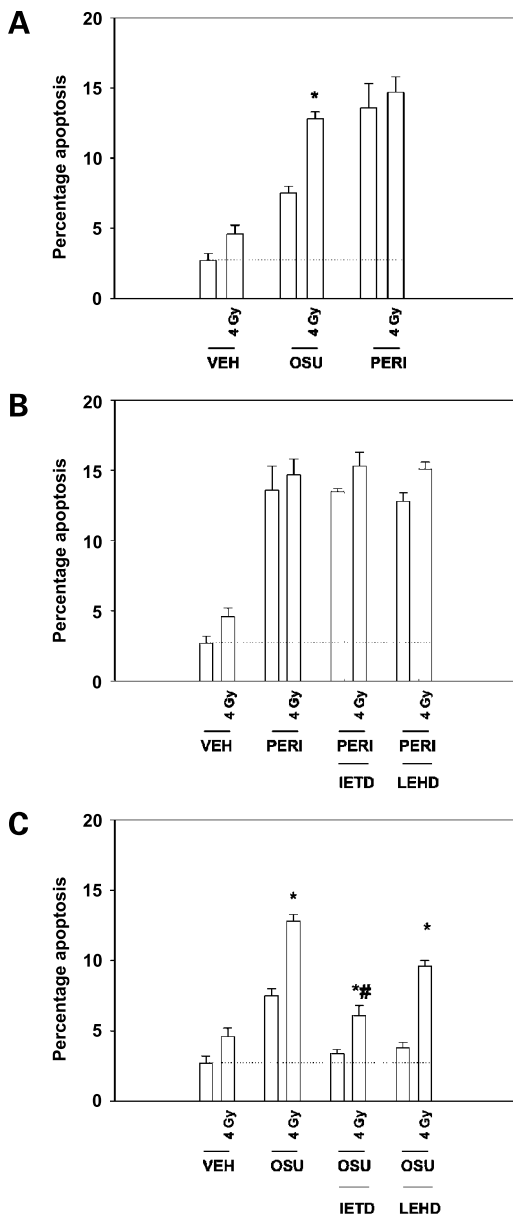 A
Percentage apoptosis
20
15
10
5
0
*
4 Gy
4 Gy
4 Gy
VEH
OSU
PERI
B
Percentage apoptosis
20
15
10
5
0
4 Gy
4 Gy
4 Gy
4 Gy
VEH
PERI
PERI
PERI
IETD
LEHD
C
Percentage apoptosis
20
15
10
5
0
*
*#
*
4 Gy
4 Gy
4 Gy
4 Gy
VEH
OSU
OSU
OSU
IETD
LEHD